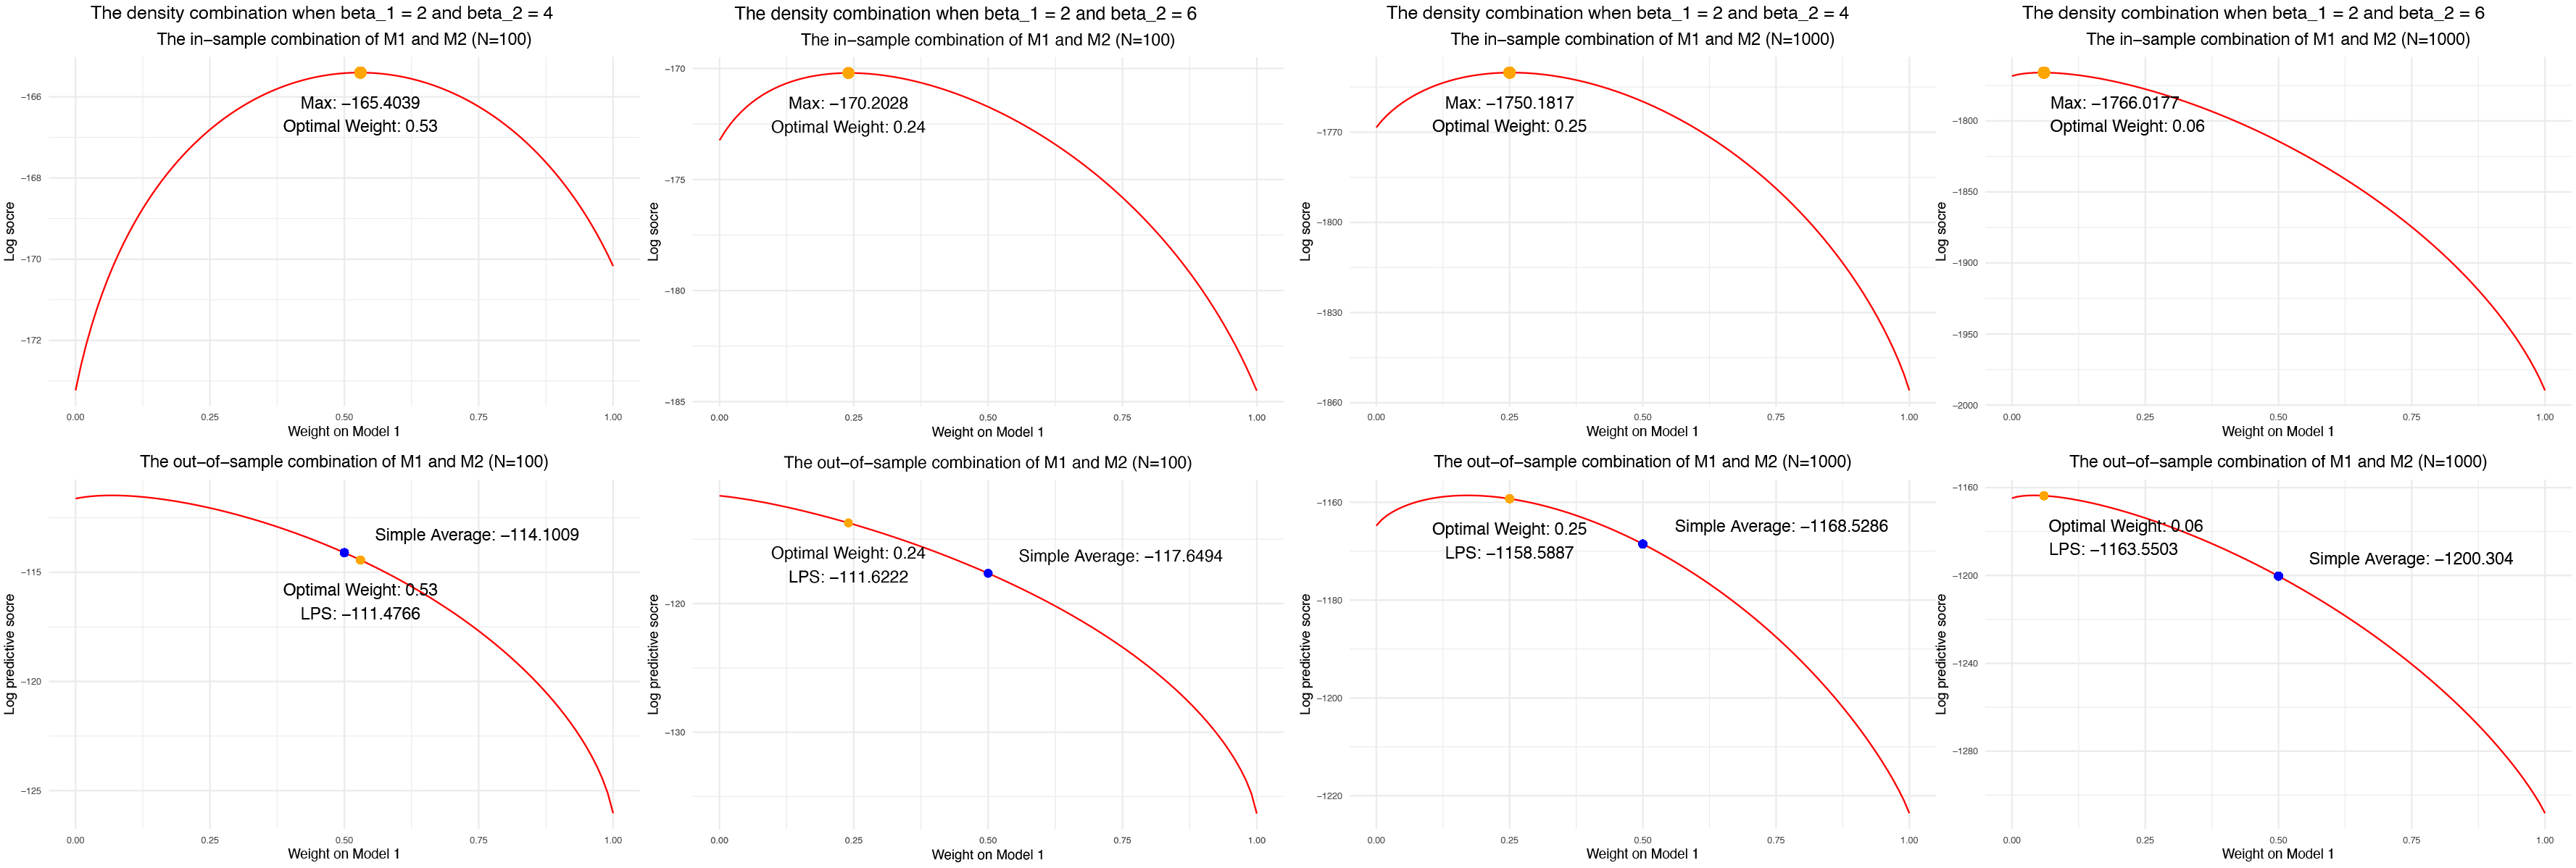 The density combination when beta_1 = 2 and beta_2 = 4
The in−sample combination of M1 and M2 (N=100)
Log socre
−166
−168
−170
−172
Max: −165.4039
Optimal Weight: 0.53
0.00 0.25 0.50 0.75 1.00
Weight on Model 1
The density combination when beta_1 = 2 and beta_2 = 6
The in−sample combination of M1 and M2 (N=100)
Log socre
−170
−175
−180
−185
Max: −170.2028
Optimal Weight: 0.24
0.00 0.25 0.50 0.75 1.00
Weight on Model 1
The density combination when beta_1 = 2 and beta_2 = 4
The in−sample combination of M1 and M2 (N=1000)
Log socre
−1770
−1800
−1830
−1860
Max: −1750.1817
Optimal Weight: 0.25
0.00 0.25 0.50 0.75 1.00
Weight on Model 1
The density combination when beta_1 = 2 and beta_2 = 6
The in−sample combination of M1 and M2 (N=1000)
Log socre
−1800
−1850
−1900
−1950
−2000
Max: −1766.0177
Optimal Weight: 0.06
0.00 0.25 0.50 0.75 1.00
Weight on Model 1
The out−of−sample combination of M1 and M2 (N=100)
Log predictive socre
−115
−120
−125
Simple Average: −114.1009
Optimal Weight: 0.53
LPS: −111.4766
0.00 0.25 0.50 0.75 1.00
Weight on Model 1
The out−of−sample combination of M1 and M2 (N=100)
Log predictive socre
−120
−130
Optimal Weight: 0.24
LPS: −111.6222
Simple Average: −117.6494
0.00 0.25 0.50 0.75 1.00
Weight on Model 1
The out−of−sample combination of M1 and M2 (N=1000)
Log predictive socre
−1160
−1180
−1200
−1220
Optimal Weight: 0.25
LPS: −1158.5887
Simple Average: −1168.5286
0.00 0.25 0.50 0.75 1.00
Weight on Model 1
The out−of−sample combination of M1 and M2 (N=1000)
Log predictive socre
−1160
−1200
−1240
−1280
Optimal Weight: 0.06
LPS: −1163.5503
Simple Average: −1200.304
0.00 0.25 0.50 0.75 1.00
Weight on Model 1